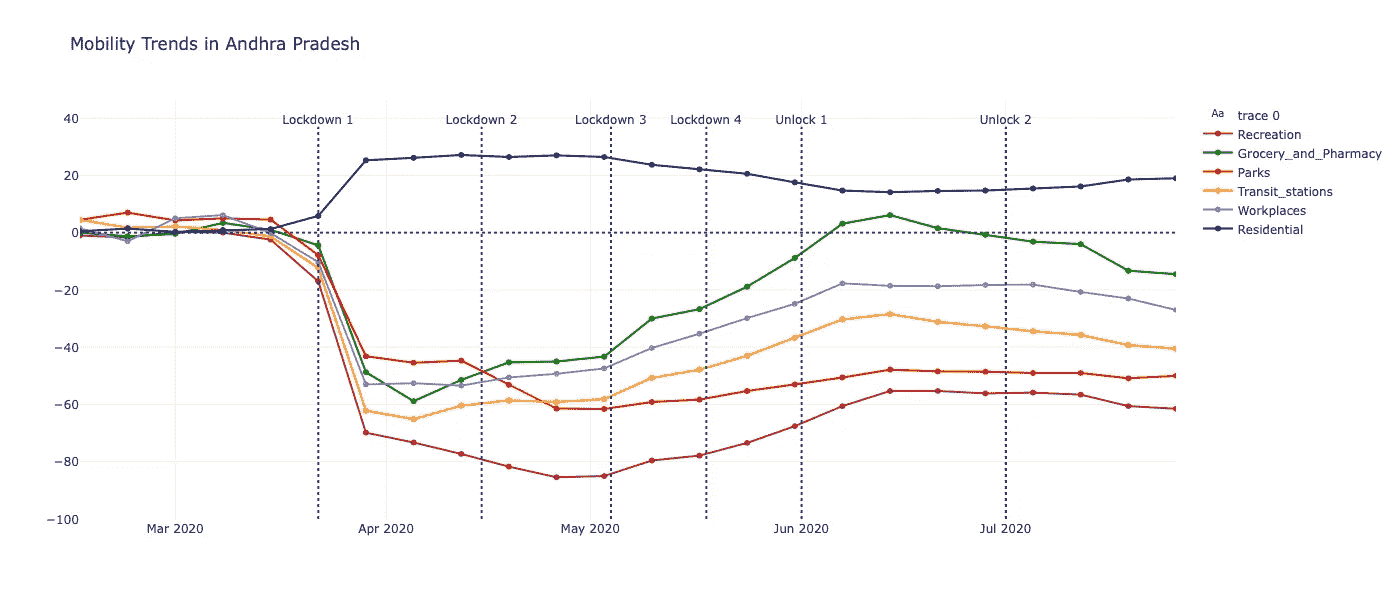 Mobility Trends in Andhra Pradesh
Lockdown 1 Lockdown 2 Lockdown 3 Lockdown 4 Unlock 1 Unlock 2
40
20
0
−20
−40
−60
−80
−100
Mar 2020 Apr 2020 May 2020 Jun 2020 Jul 2020
Aa trace 0
Recreation
Grocery_and_Pharmacy
Parks
Transit_stations
Workplaces
Residential